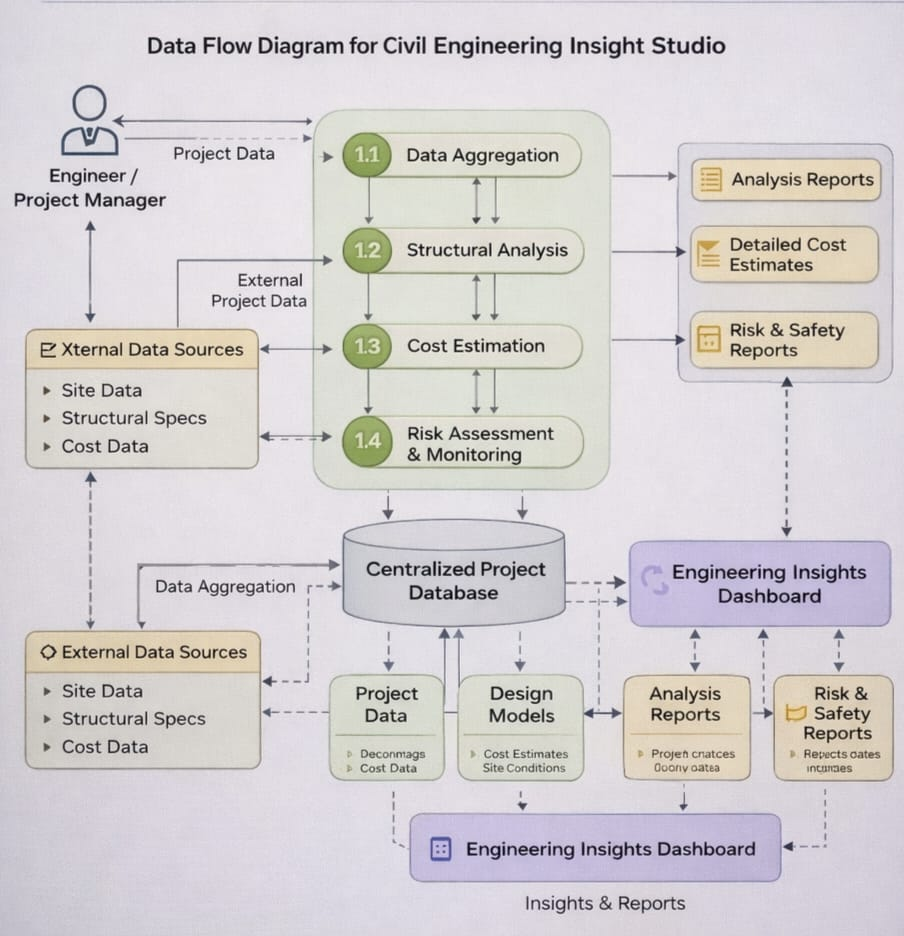 Data Flow Diagram for Civil Engineering Insight Studio
Engineer /
Project Manager
Project Data
1.1 Data Aggregation
1.2 Structural Analysis
1.3 Cost Estimation
1.4 Risk Assessment
& Monitoring
External
Project Data
Analysis Reports
Detailed Cost
Estimates
Risk & Safety
Reports
Xternal Data Sources
Site Data
Structural Specs
Cost Data
Centralized Project
Database
Engineering Insights
Dashboard
Data Aggregation
External Data Sources
Site Data
Structural Specs
Cost Data
Project
Data
Deconmags
Cost Data
Design
Models
Cost Estimates
Site Conditions
Analysis
Reports
Risk &
Safety
Reports
Engineering Insights Dashboard
Insights & Reports